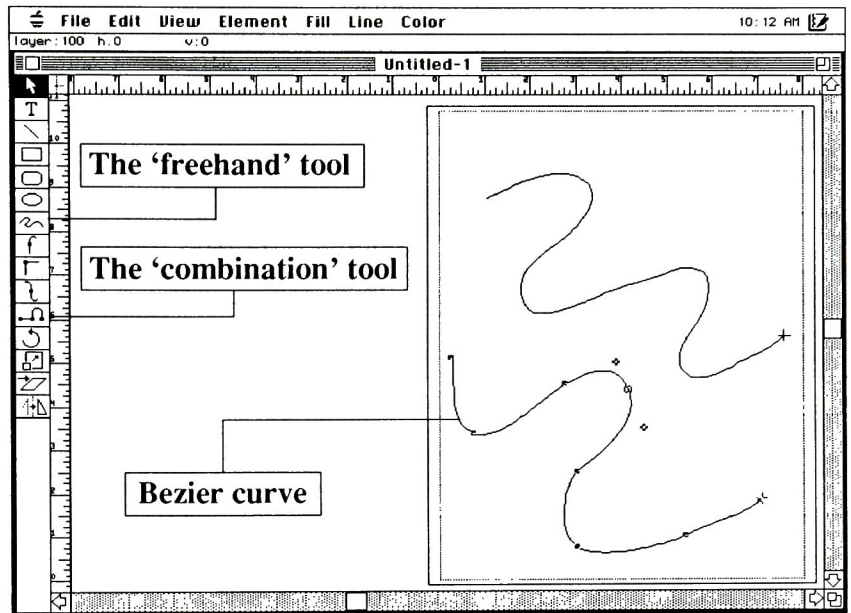 File Edit View Element Fill Line Color 10:12 AM
layer:100 h:0 v:0
Untitled-1
T
The ‘freehand’ tool
The ‘combination’ tool
Bezier curve